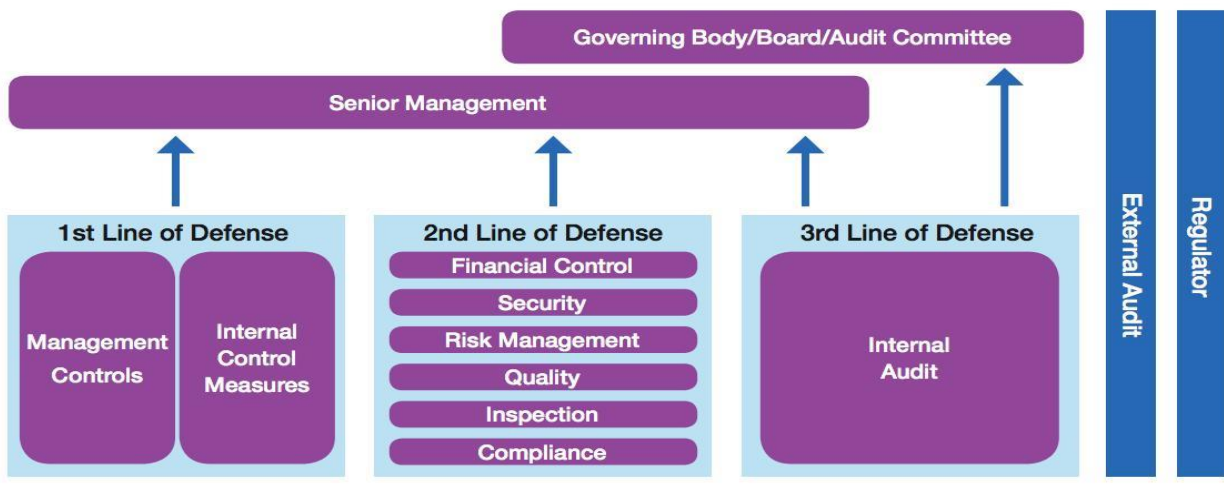 Governing Body/Board/Audit Committee
Senior Management
1st Line of Defense
Management
Controls
Internal
Control
Measures
2nd Line of Defense
Financial Control
Security
Risk Management
Quality
Inspection
Compliance
3rd Line of Defense
Internal
Audit
External Audit
Regulator